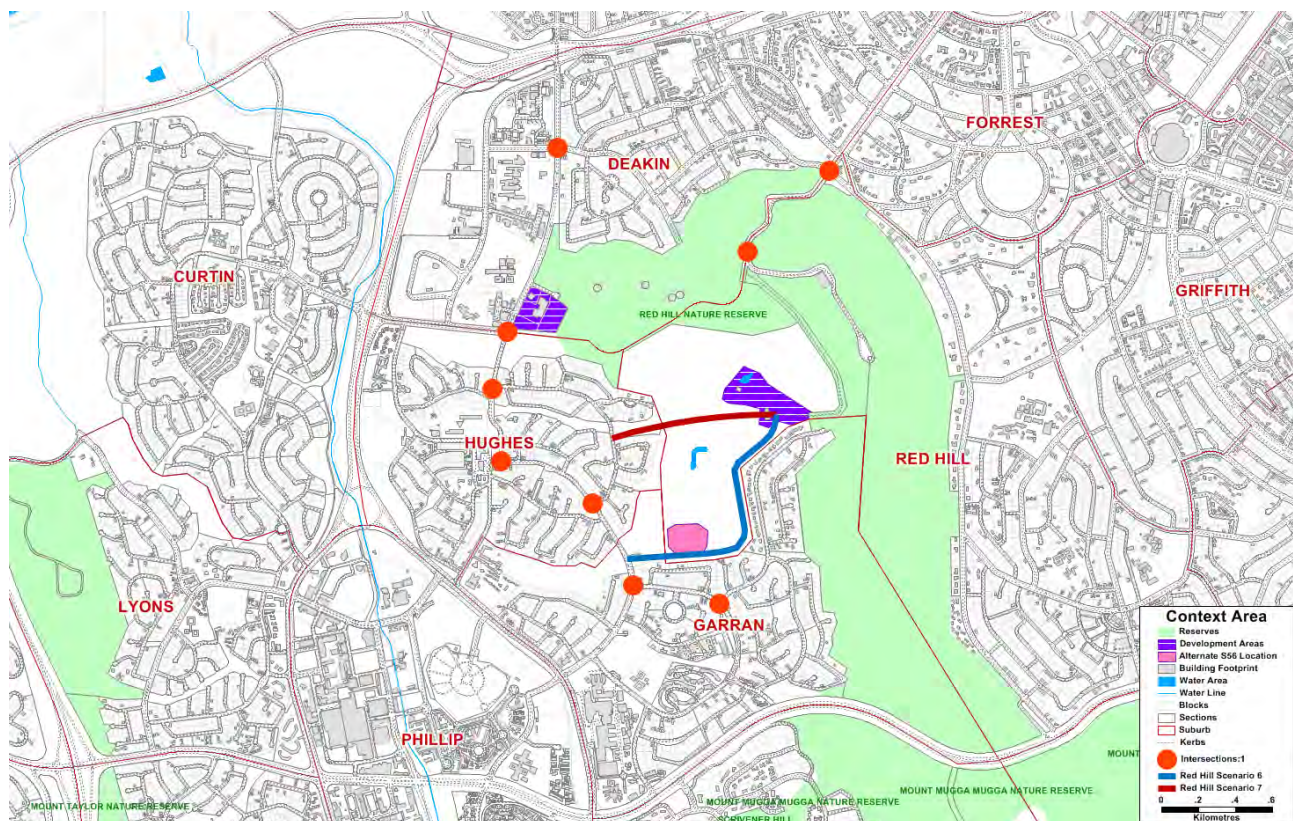 FORREST
DEAKIN
CURTIN
GRIFFITH
RED HILL NATURE RESERVE
HUGHES
RED HILL
LYONS
GARRAN
PHILLIP
MOUNT TAYLOR NATURE RESERVE
MOUNT MUGGA MUGGA NATURE RESERVE
SCRIVENER HILL
MOUNT MUGGA MUGGA NATURE RESERVE
MOUNT
Context Area
Reserves
Development Areas
Alternate S56 Location
Building Footprint
Water Area
Water Line
Blocks
Sections
Suburb
Kerbs
Intersections:1
Red Hill Scenario 6
Red Hill Scenario 7
0 .2 .4 .6
Kilometres